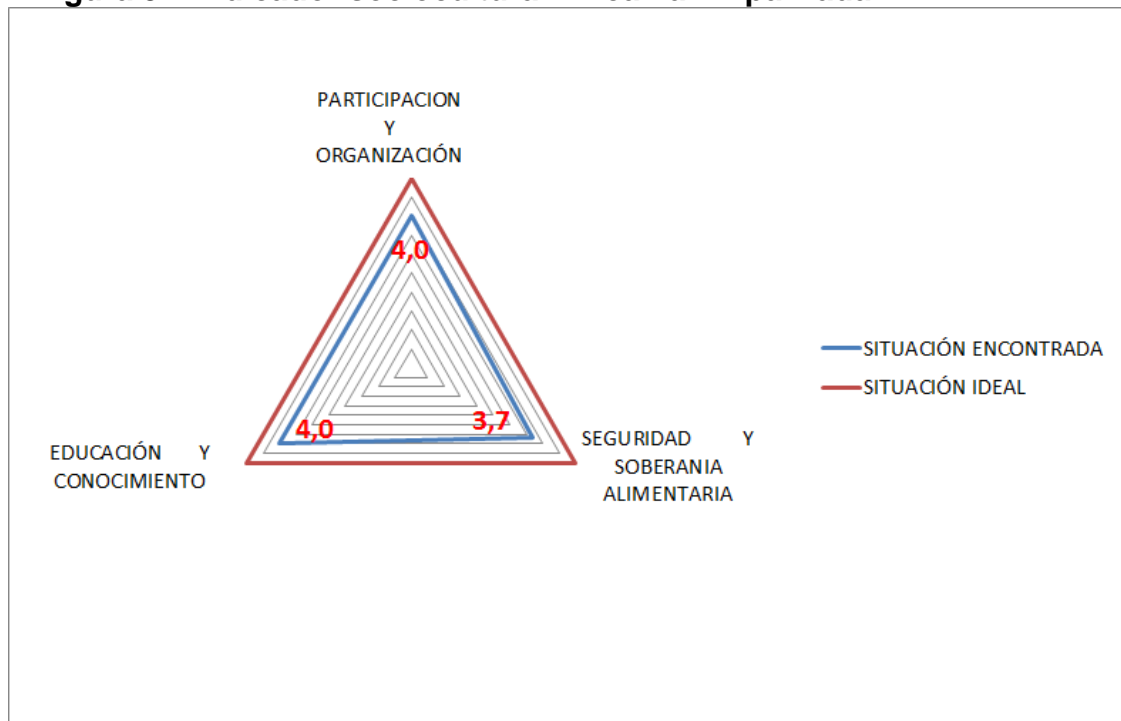 PARTICIPACION
Y
ORGANIZACIÓN
4,0
4,0
3,7
EDUCACIÓN Y
CONOCIMIENTO
SEGURIDAD Y
SOBERANIA
ALIMENTARIA
SITUACIÓN ENCONTRADA
SITUACIÓN IDEAL